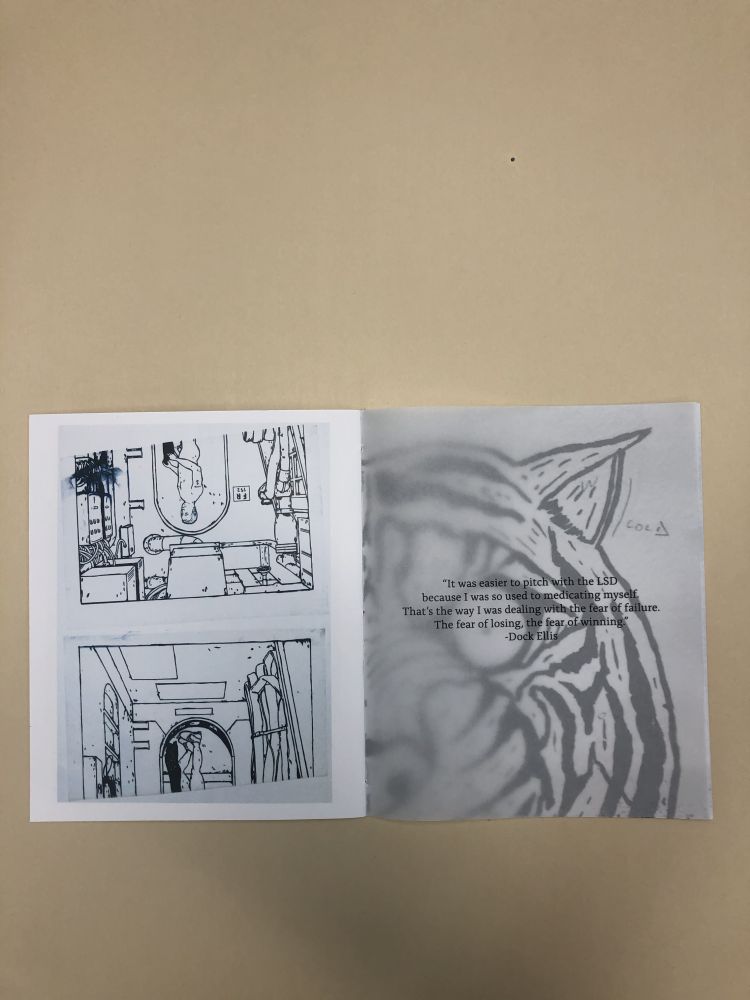 “It was easier to pitch with the LSD
because I was so used to medicating myself.
That’s the way I was dealing with the fear of failure.
The fear of losing, the fear of winning.”
-Dock Ellis